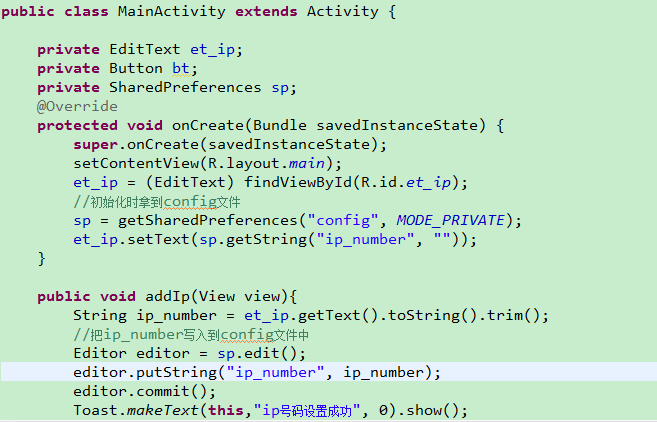 public class MainActivity extends Activity {
private EditText et_ip;
private Button bt;
private SharedPreferences sp;
@Override
protected void onCreate(Bundle savedInstanceState) {
super.onCreate(savedInstanceState);
setContentView(R.layout.main);
et_ip = (EditText) findViewById(R.id.et_ip);
//初始化时拿到config文件
sp = getSharedPreferences("config", MODE_PRIVATE);
et_ip.setText(sp.getString("ip_number", ""));
}
public void addIp(View view){
String ip_number = et_ip.getText().toString().trim();
//把ip_number写入到config文件中
Editor editor = sp.edit();
editor.putString("ip_number", ip_number);
editor.commit();
Toast.makeText(this,"ip号码设置成功", 0).show();